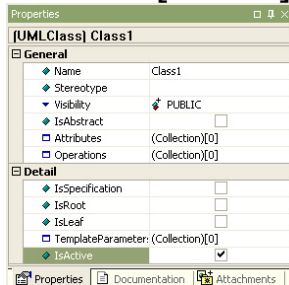 Properties
(UMLClass) Class1
General
Name Class1
Stereotype
Visibility PUBLIC
IsAbstract
Attributes (Collection)[0]
Operations (Collection)[0]
Detail
IsSpecification
IsRoot
IsLeaf
TemplateParameter: (Collection)[0]
IsActive
Properties Documentation Attachments